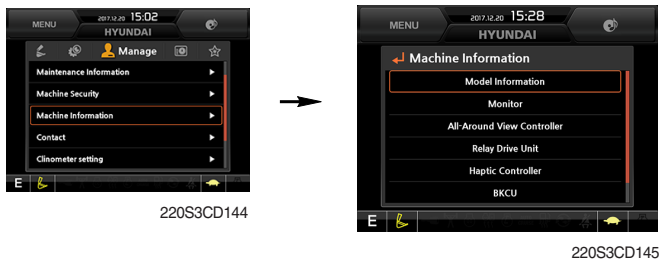 MENU
2017.12.20 15:02
HYUNDAI
Manage
Maintenance Information
Machine Security
Machine Information
Contact
Clinometer setting
E
220S3CD144
MENU
2017.12.20 15:28
HYUNDAI
Machine Information
Model Information
Monitor
All-Around View Controller
Relay Drive Unit
Haptic Controller
BKCU
E
220S3CD145